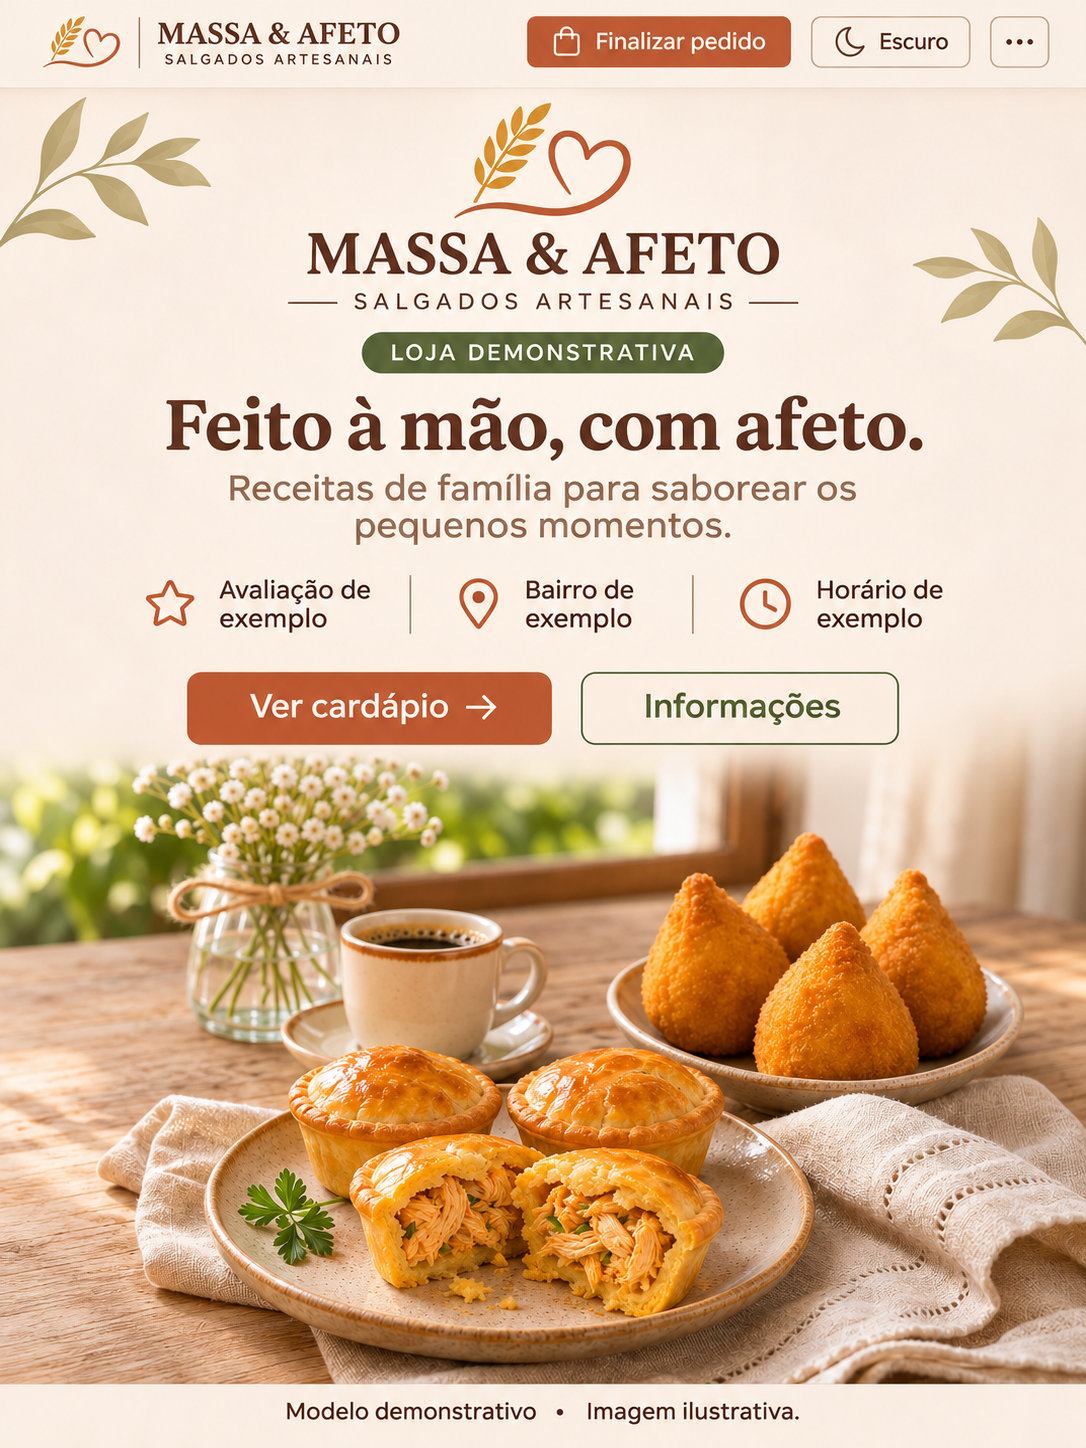 MASSA & AFETO
SALGADOS ARTESANAIS
Finalizar pedido
Escuro
MASSA & AFETO
SALGADOS ARTESANAIS
LOJA DEMONSTRATIVA
Feito à mão, com afeto.
Receitas de família para saborear os
pequenos momentos.
Avaliação de
exemplo
Bairro de
exemplo
Horário de
exemplo
Ver cardápio →
Informações
Modelo demonstrativo • Imagem ilustrativa.